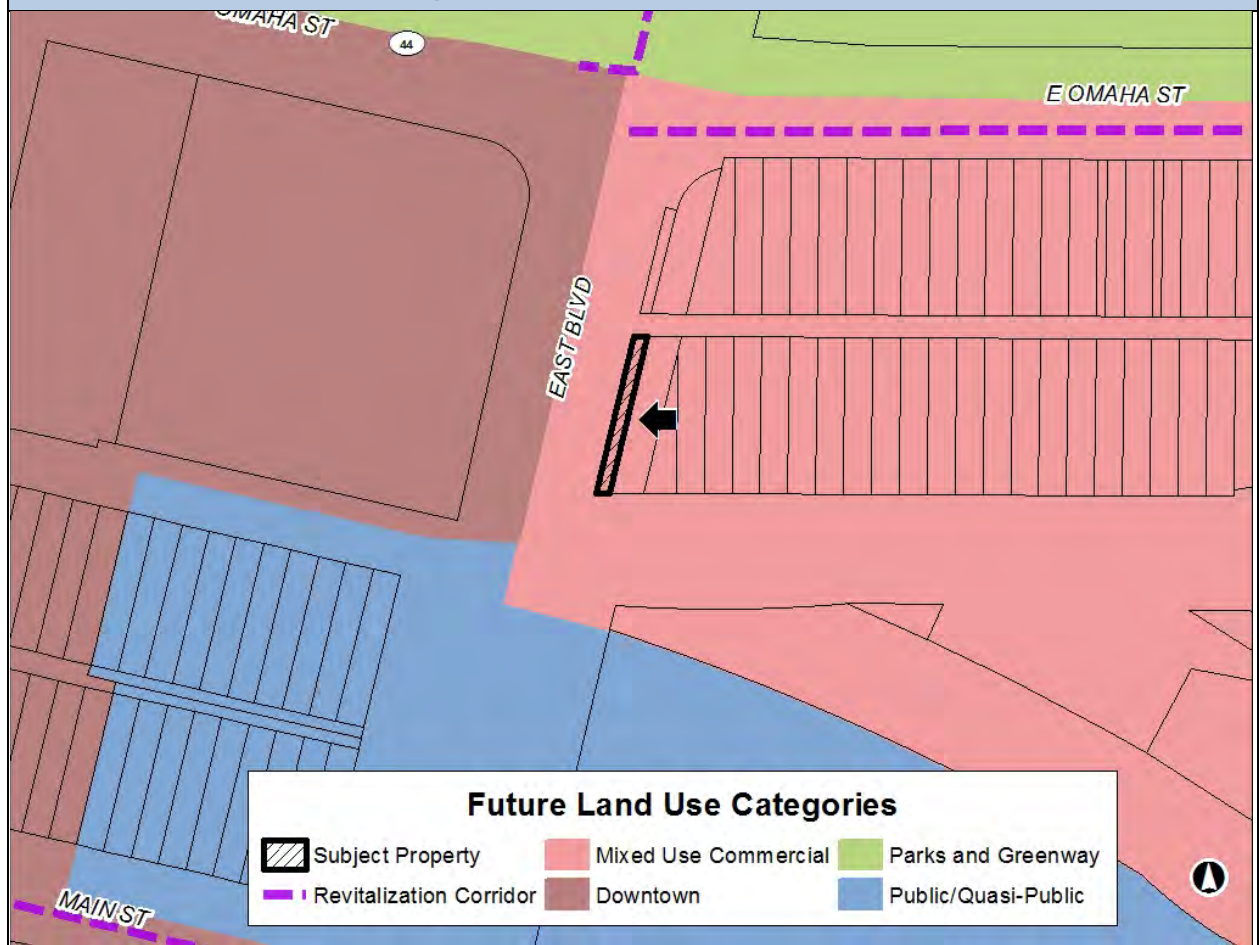 OMAHA ST
44
E OMAHA ST
EAST BLVD
MAIN ST
Future Land Use Categories
Subject Property
Mixed Use Commercial
Parks and Greenway
Revitalization Corridor
Downtown
Public/Quasi-Public